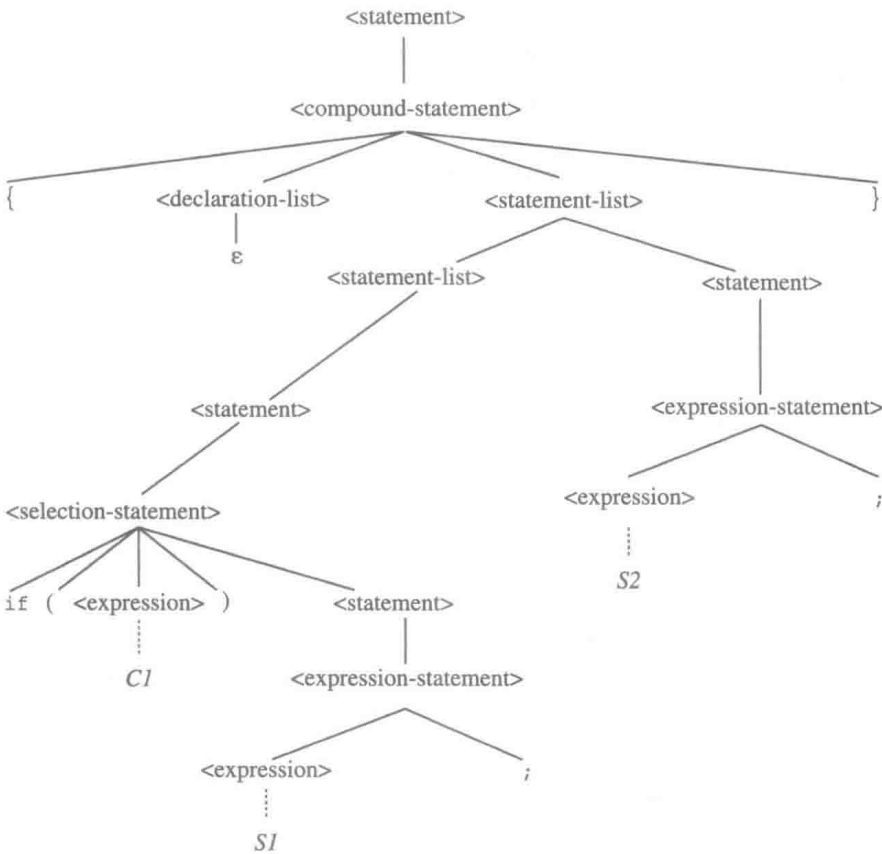 <statement>
<compound-statement>
{ <declaration-list> <statement-list> }
ε
<statement-list> <statement>
<statement> <expression-statement>
<expression> ;
<selection-statement>
S2
if ( <expression> ) <statement>
C1
<expression-statement>
<expression> ;
S1